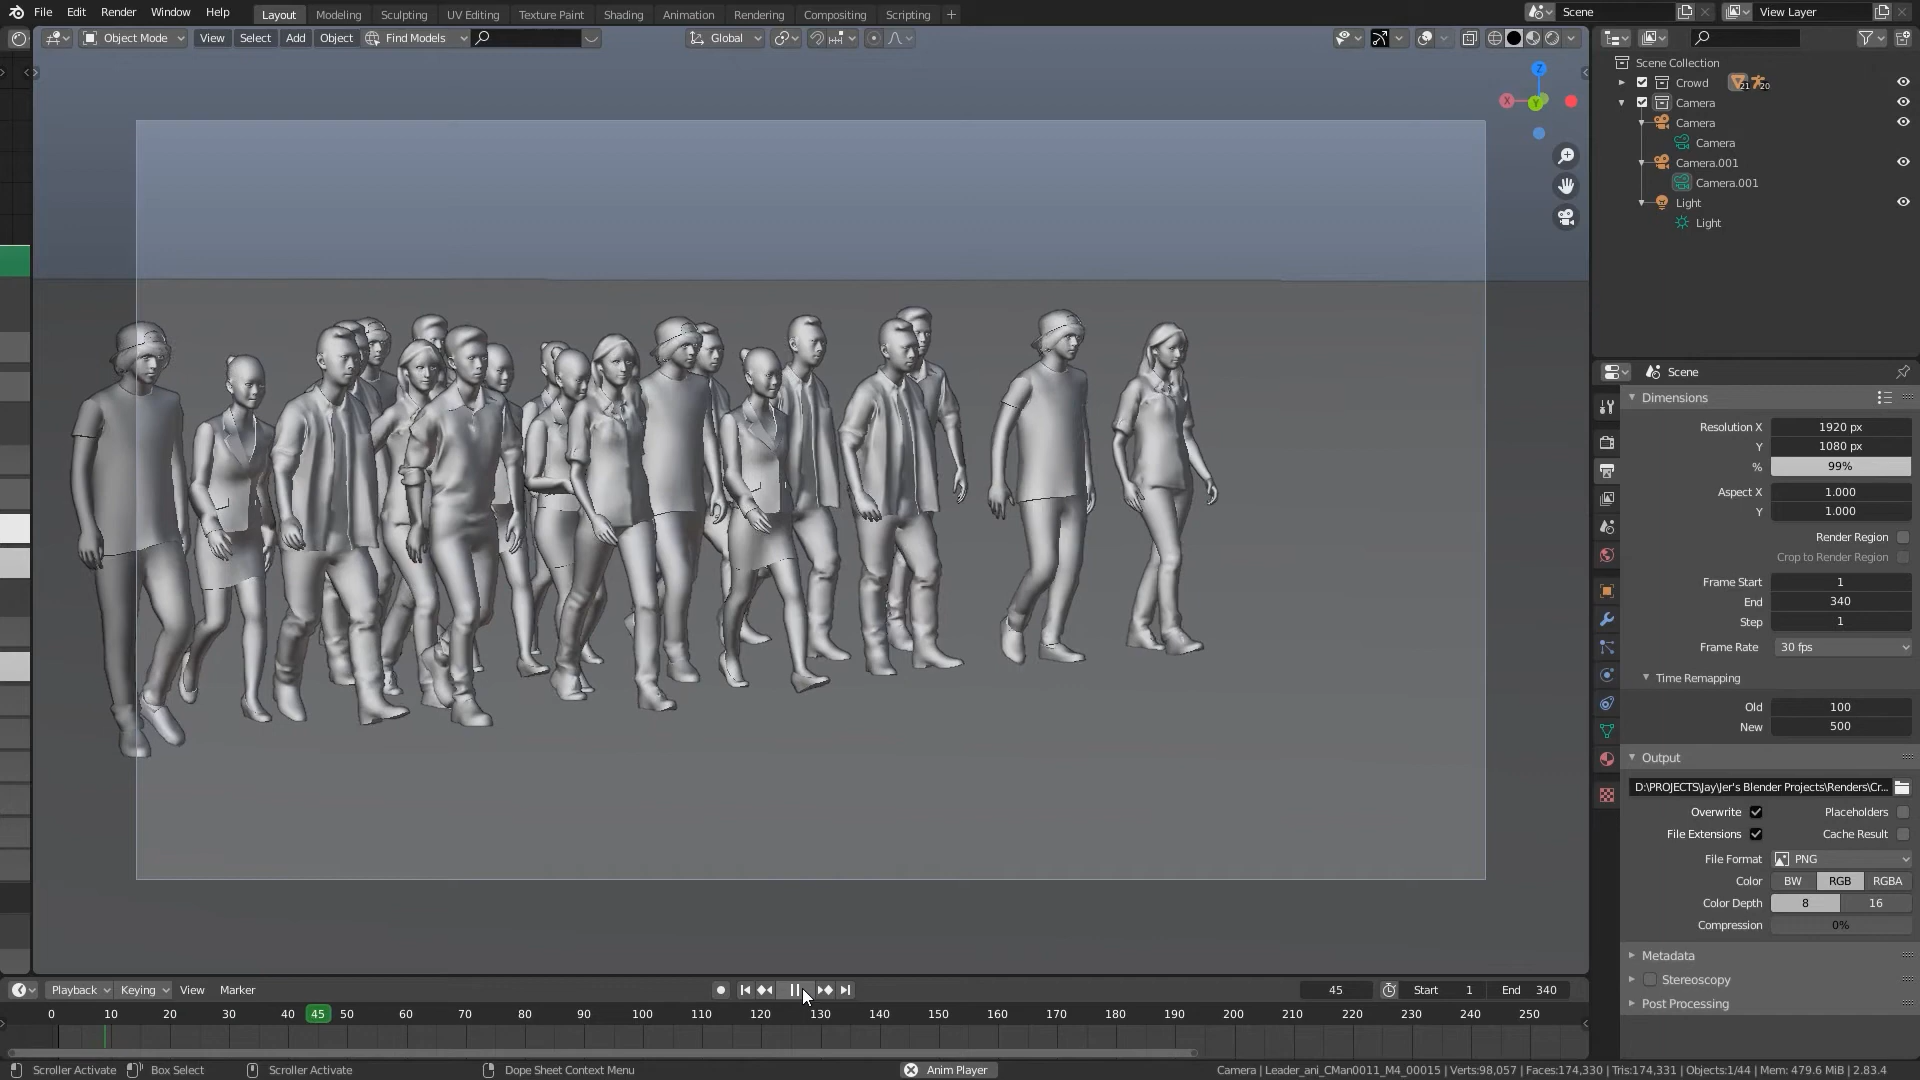 File Edit Render Window Help Layout Modeling Sculpting UV Editing Texture Paint Shading Animation Rendering Compositing Scripting + Scene View Layer
Object Mode View Select Add Object Find Models Global
Scene Collection
Crowd 21 20
Camera
Camera
Camera
Camera.001
Camera.001
Light
Light
Z
X Y
Scene
Dimensions
Resolution X 1920 px
Y 1080 px
% 99%
Aspect X 1.000
Y 1.000
Render Region
Crop to Render Region
Frame Start 1
End 340
Step 1
Frame Rate 30 fps
Time Remapping
Old 100
New 500
Output
D:\PROJECTS\Jay\Jer's Blender Projects\Renders\Cr...
Overwrite Placeholders
File Extensions Cache Result
File Format PNG
Color BW RGB RGBA
Color Depth 8 16
Compression 0%
Metadata
Stereoscopy
Post Processing
Playback Keying View Marker 45 Start 1 End 340
0 10 20 30 40 45 50 60 70 80 90 100 110 120 130 140 150 160 170 180 190 200 210 220 230 240 250
Scroller Activate Box Select Scroller Activate Dope Sheet Context Menu Anim Player Camera | Leader_ani_CMan0011_M4_00015 | Verts:98,057 | Faces:174,330 | Tris:174,331 | Objects:1/44 | Mem: 479.6 MiB | 2.83.4